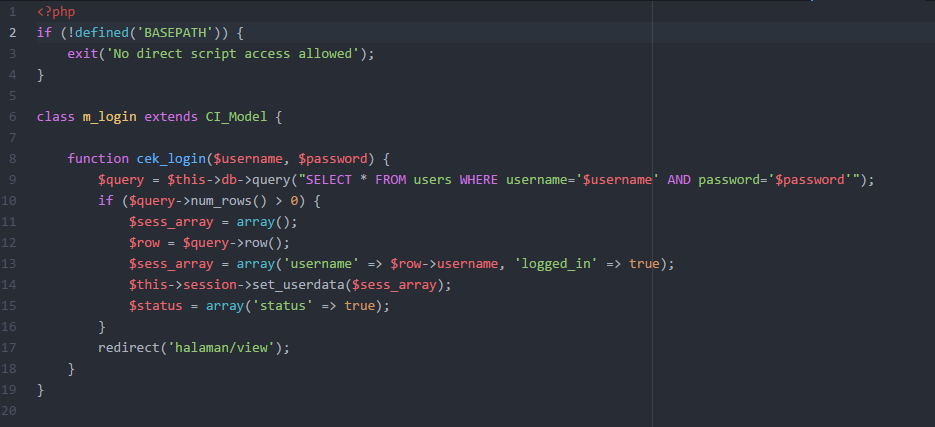 1 <?php
2 if (!defined('BASEPATH')) {
3     exit('No direct script access allowed');
4 }
5
6 class m_login extends CI_Model {
7
8     function cek_login($username, $password) {
9         $query = $this->db->query("SELECT * FROM users WHERE username='$username' AND password='$password'");
10         if ($query->num_rows() > 0) {
11             $sess_array = array();
12             $row = $query->row();
13             $sess_array = array('username' => $row->username, 'logged_in' => true);
14             $this->session->set_userdata($sess_array);
15             $status = array('status' => true);
16         }
17         redirect('halaman/view');
18     }
19 }
20